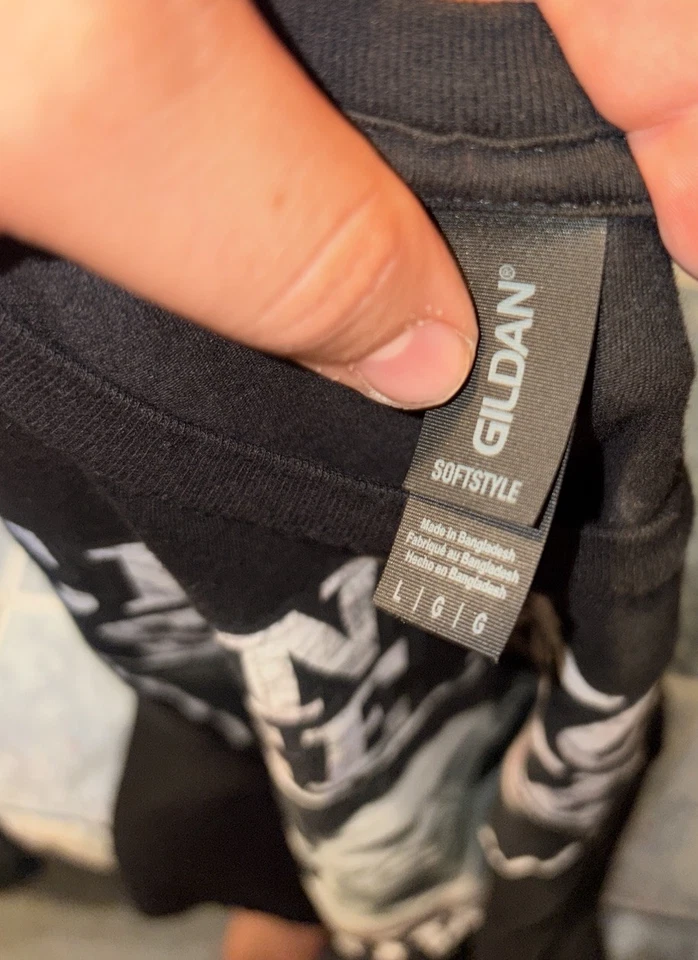 GILDAN®
SOFTSTYLE
Made in Bangladesh
Fabriqué au Bangladesh
Hecho en Bangladesh
L | G | G